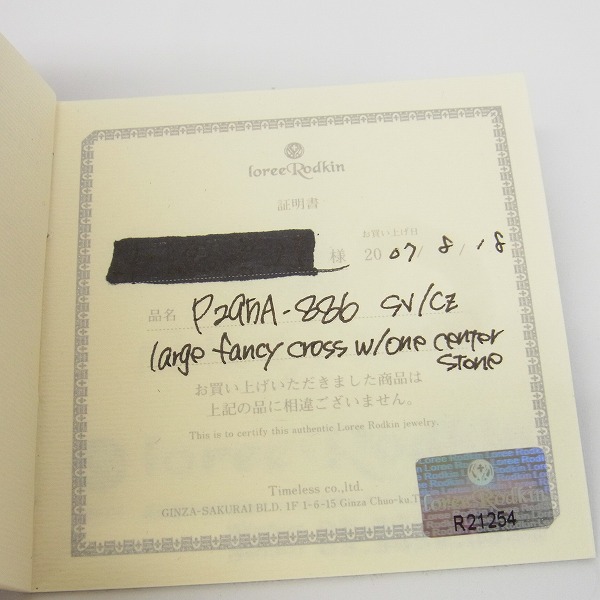 Loree Rodkin
証明書
お買い上げ日
様 2007/8/18
品名 P29nA-886 SV/CZ
large fancy cross w/one center
stone
お買い上げいただきました商品は
上記の品に相違ございません。
This is to certify this authentic Loree Rodkin jewelry.
Timeless co.,ltd.
GINZA-SAKURAI BLD. 1F 1-6-15 Ginza Chuo-ku,T
Loree Rodkin
R21254